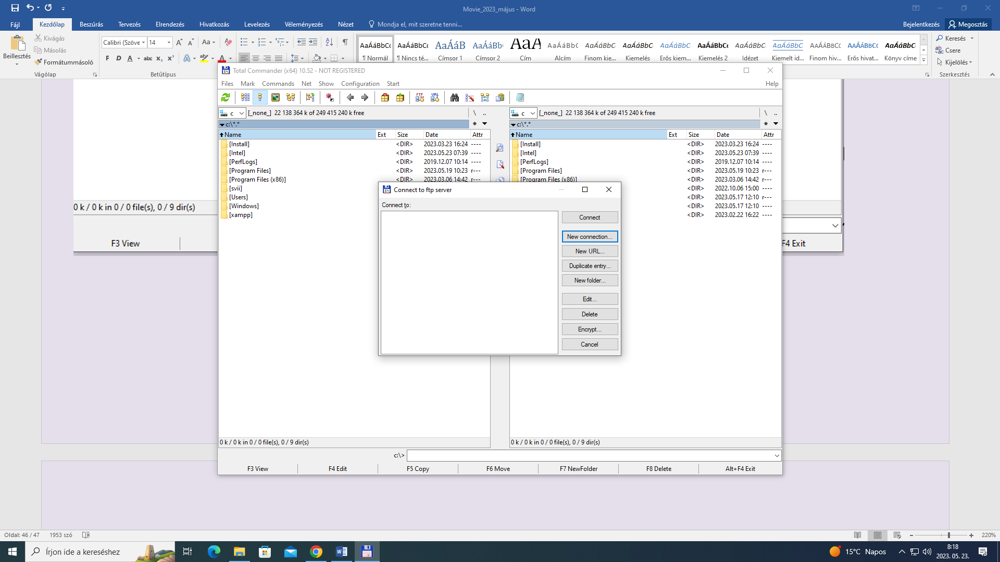 Movie_2023_május - Word
Fájl Kezdőlap Beszúrás Tervezés Elrendezés Hivatkozás Levelezés Véleményezés Nézet Mondja el, mit szeretne tenni... Bejelentkezés Megosztás
Beillesztés
Kivágás
Másolás
Formátummásoló
Vágólap
Calibri (Szöve 14
Betűtípus
AaÁáBbCc AaÁáBbCc AaÁáB AaÁáBb AaA AaÁáBbC AaÁáBbC AaÁáBbC AaÁáBbC AaÁáBbCc AaÁáBbC AaÁáBbC AAÁÁBBCC AAÁÁBBCC AaÁáBbC
¶ Normál ¶ Nincs té... Címsor 1 Címsor 2 Cím Alcím Finom kie... Kiemelés Erős kiem... Kiemelés 2 Idézet Kiemelt id... Finom hiv... Erős hivat... Könyv címe
Keresés
Csere
Kijelölés
Szerkesztés
Total Commander (x64) 10.52 - NOT REGISTERED
Files Mark Commands Net Show Configuration Start Help
FTP URL
c [_none_] 22 138 364 k of 249 415 240 k free \ ..
c:\*.* * 
Name Ext Size Date Attr
[Install] <DIR> 2023.03.23 16:24 ----
[Intel] <DIR> 2023.05.23 07:39 ----
[PerfLogs] <DIR> 2019.12.07 10:14 ----
[Program Files] <DIR> 2023.05.19 10:23 r---
[Program Files (x86)] <DIR> 2023.03.06 14:42 r---
[svii]
[Users]
[Windows]
[xampp]
0 k / 0 k in 0 / 0 file(s), 0 / 9 dir(s)
c [_none_] 22 138 364 k of 249 415 240 k free \ ..
c:\*.* *
Name Ext Size Date Attr
[Install] <DIR> 2023.03.23 16:24 ----
[Intel] <DIR> 2023.05.23 07:39 ----
[PerfLogs] <DIR> 2019.12.07 10:14 ----
[Program Files] <DIR> 2023.05.19 10:23 r---
[Program Files (x86)] <DIR> 2023.03.06 14:42 r---
<DIR> 2022.10.06 15:00 ----
<DIR> 2023.05.17 12:10 r---
<DIR> 2023.05.17 12:10 ----
<DIR> 2023.02.22 16:22 ----
0 k / 0 k in 0 / 0 file(s), 0 / 9 dir(s)
Connect to ftp server
Connect to:
Connect
New connection...
New URL...
Duplicate entry...
New folder...
Edit...
Delete
Encrypt...
Cancel
c:\>
F3 View F4 Edit F5 Copy F6 Move F7 NewFolder F8 Delete Alt+F4 Exit
0 k / 0 k in 0 / 0 file(s), 0 / 9 dir(s)
F3 View
F4 Exit
Oldal: 46 / 47 1953 szó 220%
Írjon ide a kereséshez
15°C Napos
8:18
2023. 05. 23.